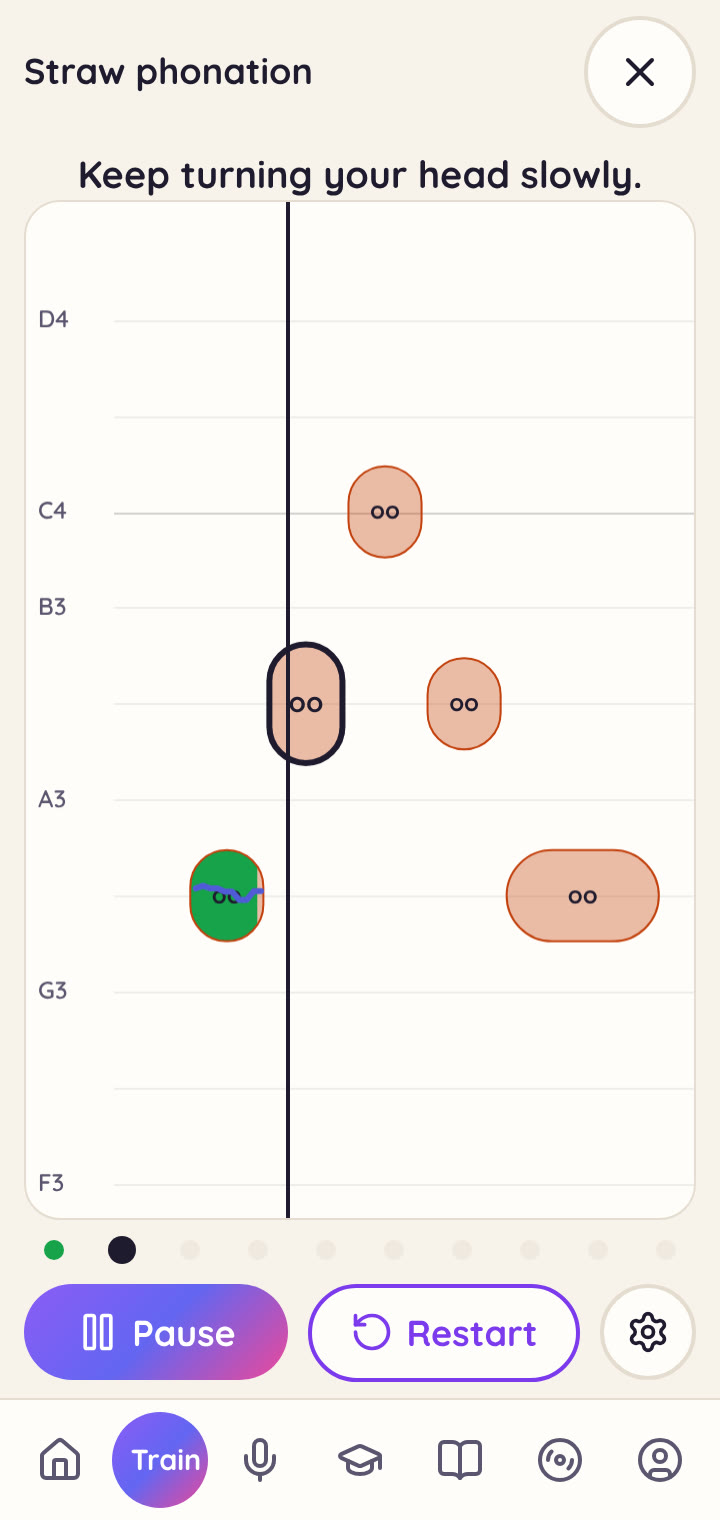 Straw phonation
Keep turning your head slowly.
D4
C4
oo
B3
oo
oo
A3
oo
oo
G3
F3
Pause
Restart
Train